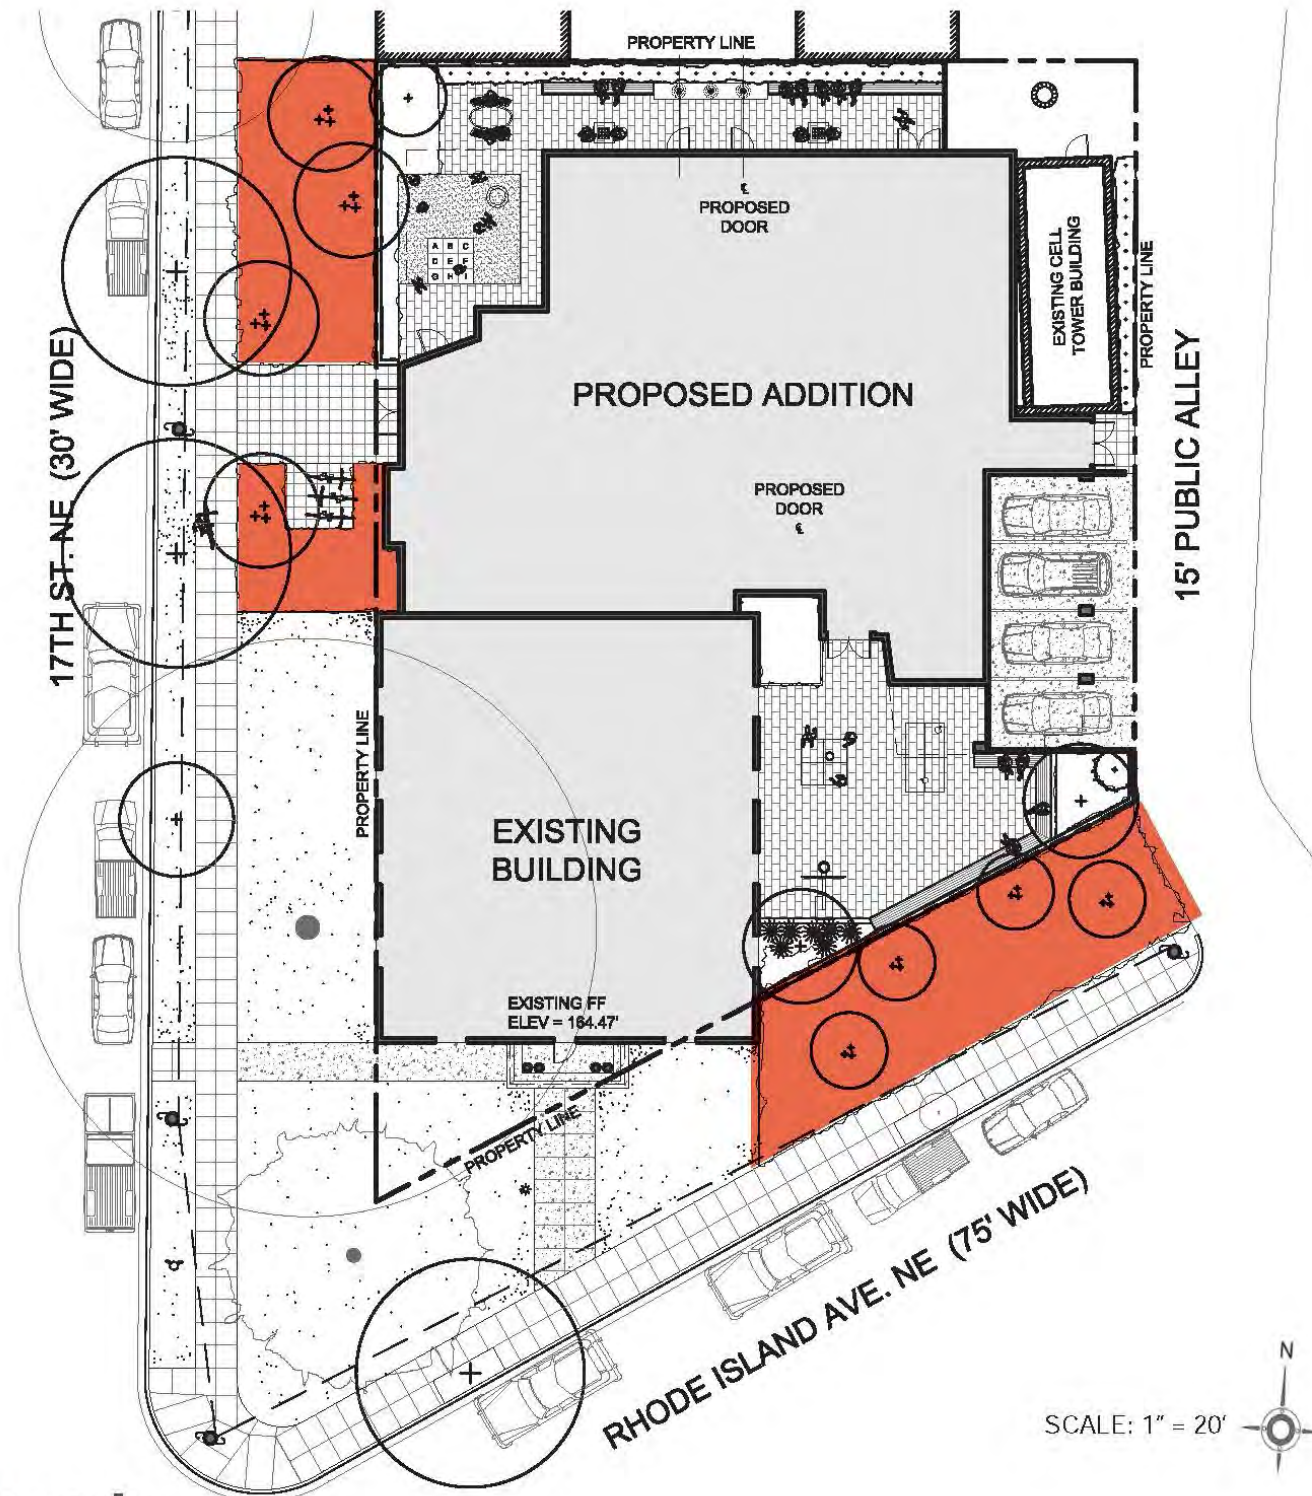 PROPERTY LINE
PROPOSED
DOOR
A B C
D E F
G H I
EXISTING CELL
TOWER BUILDING
PROPERTY LINE
17TH ST. NE (30' WIDE)
PROPOSED ADDITION
15' PUBLIC ALLEY
PROPOSED
DOOR
PROPERTY LINE
EXISTING
BUILDING
EXISTING FF
ELEV = 164.47'
PROPERTY LINE
RHODE ISLAND AVE. NE (75' WIDE)
N
SCALE: 1" = 20'